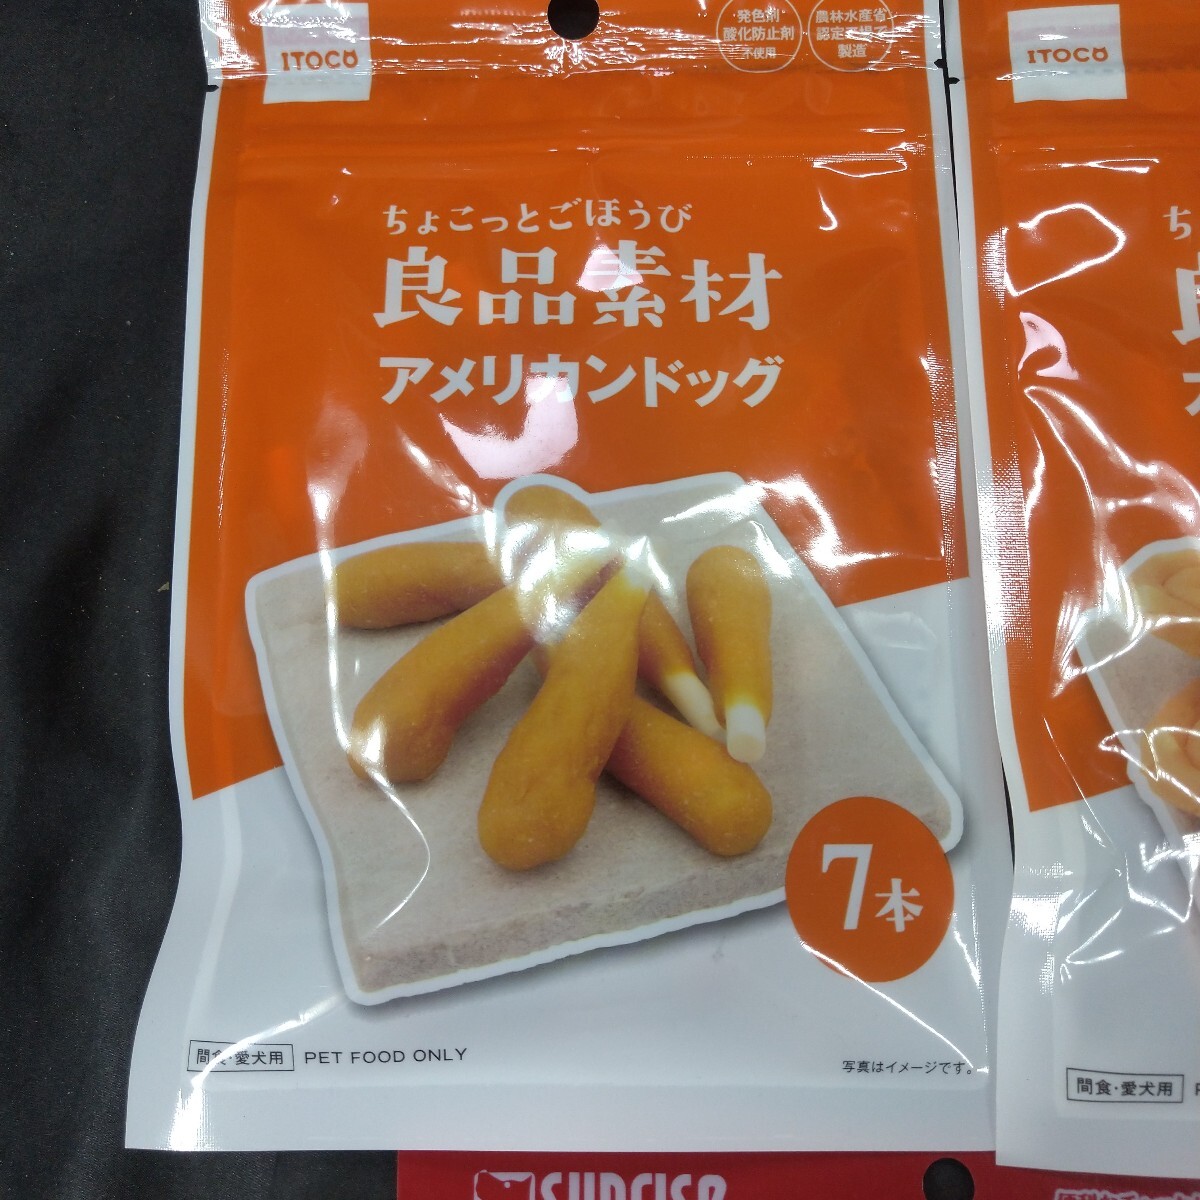 ITOCO
発色剤・
酸化防止剤
不使用
農林水産省
製造
ちょこっとごほうび
良品素材
アメリカンドッグ
7本
間食・愛犬用 PET FOOD ONLY
写真はイメージです。
ITOCO
ち
間食・愛犬用
SUNRISE